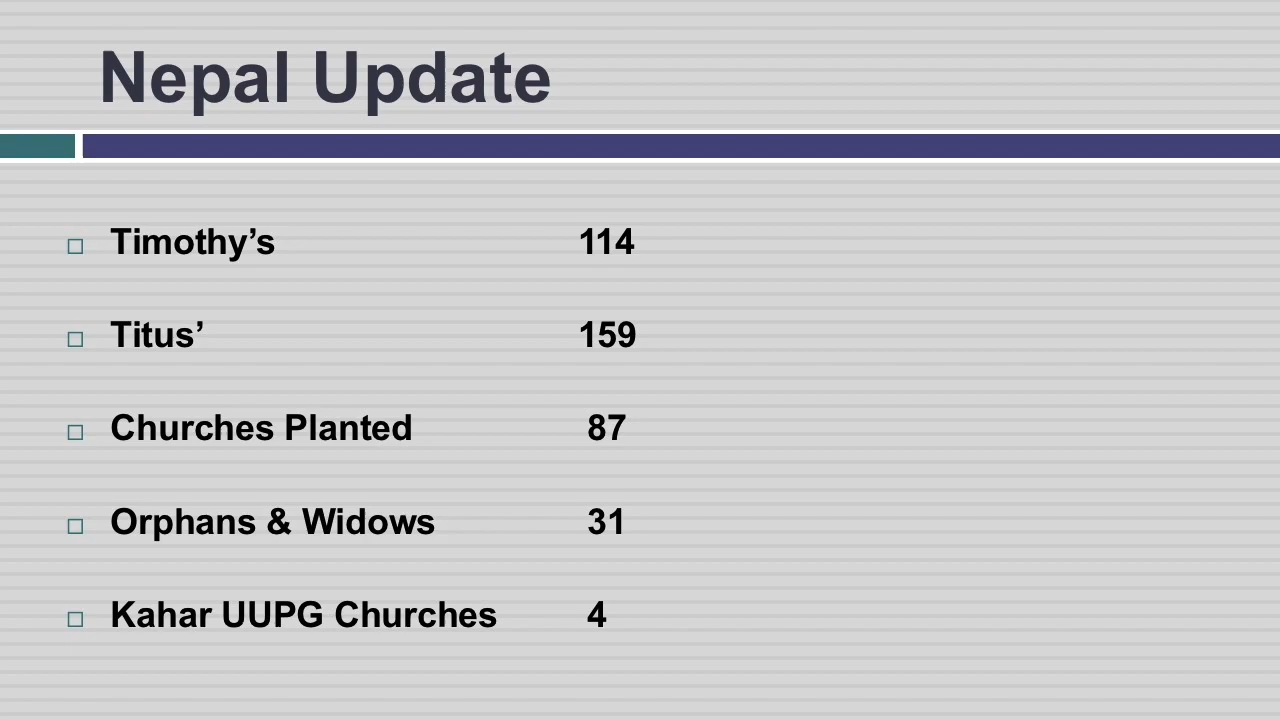 Nepal Update
Timothy’s 114
Titus’ 159
Churches Planted 87
Orphans & Widows 31
Kahar UUPG Churches 4